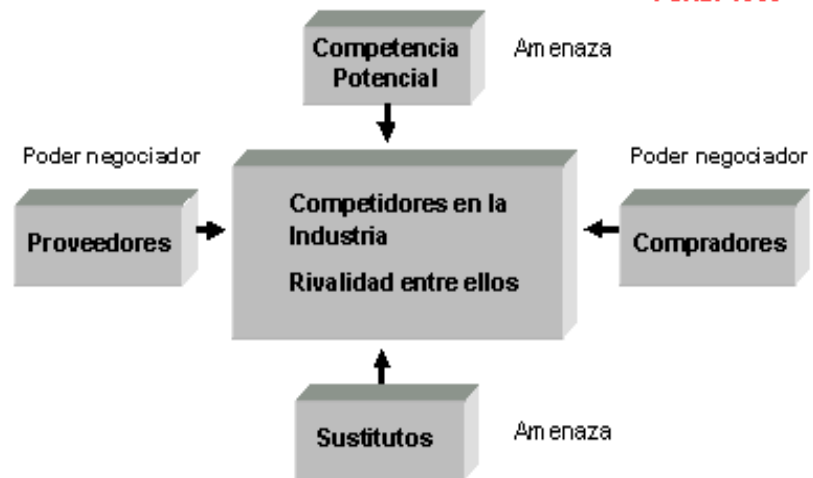 Competencia
Potencial
Amenaza
Poder negociador
Poder negociador
Proveedores
Competidores en la
Industria
Rivalidad entre ellos
Compradores
Sustitutos
Amenaza